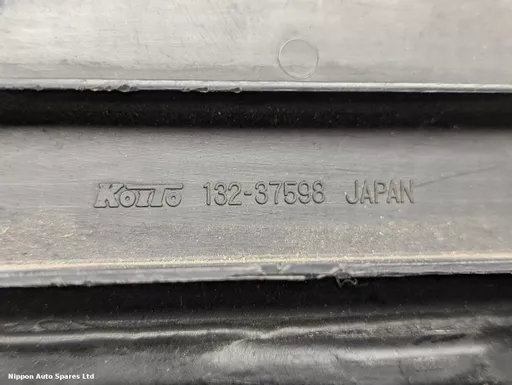 KOITO 132-37598 JAPAN
Nippon Auto Spares Ltd